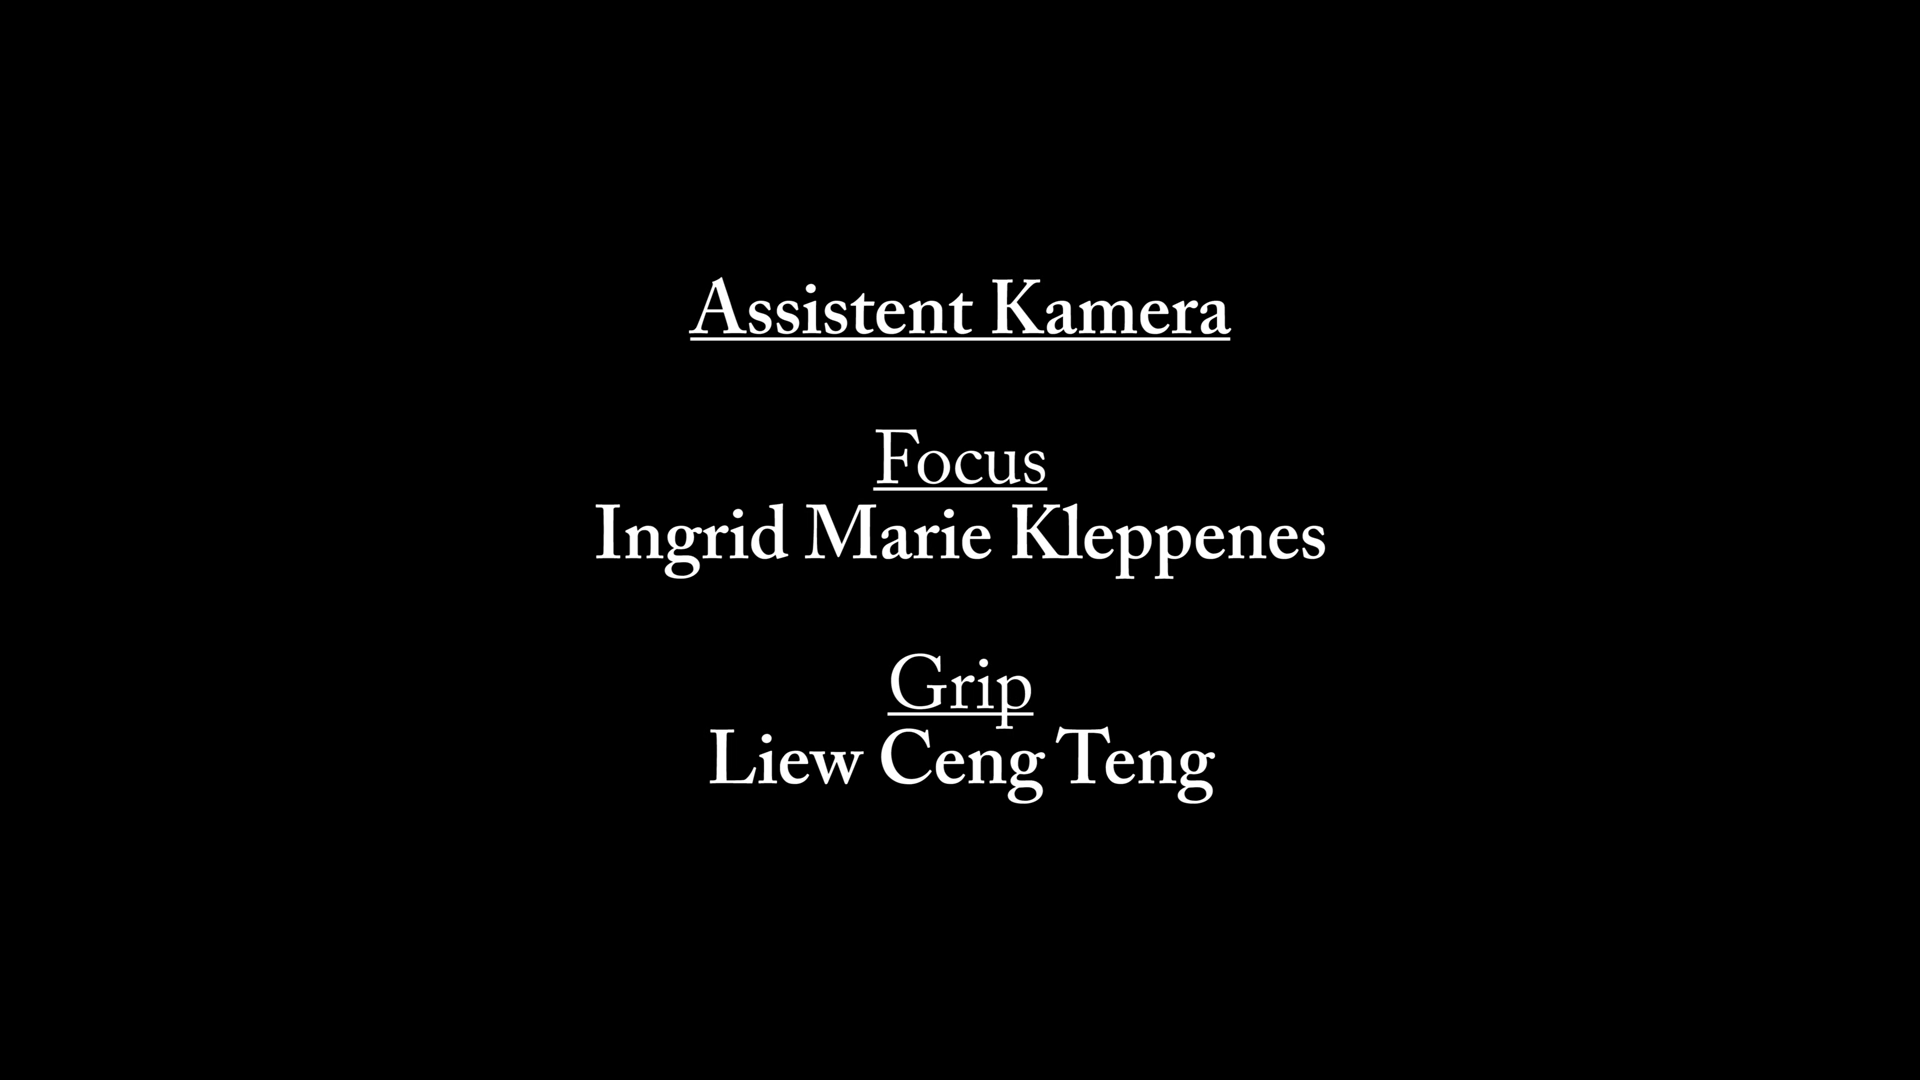 Assistent Kamera
Focus
Ingrid Marie Kleppenes
Grip
Liew Ceng Teng